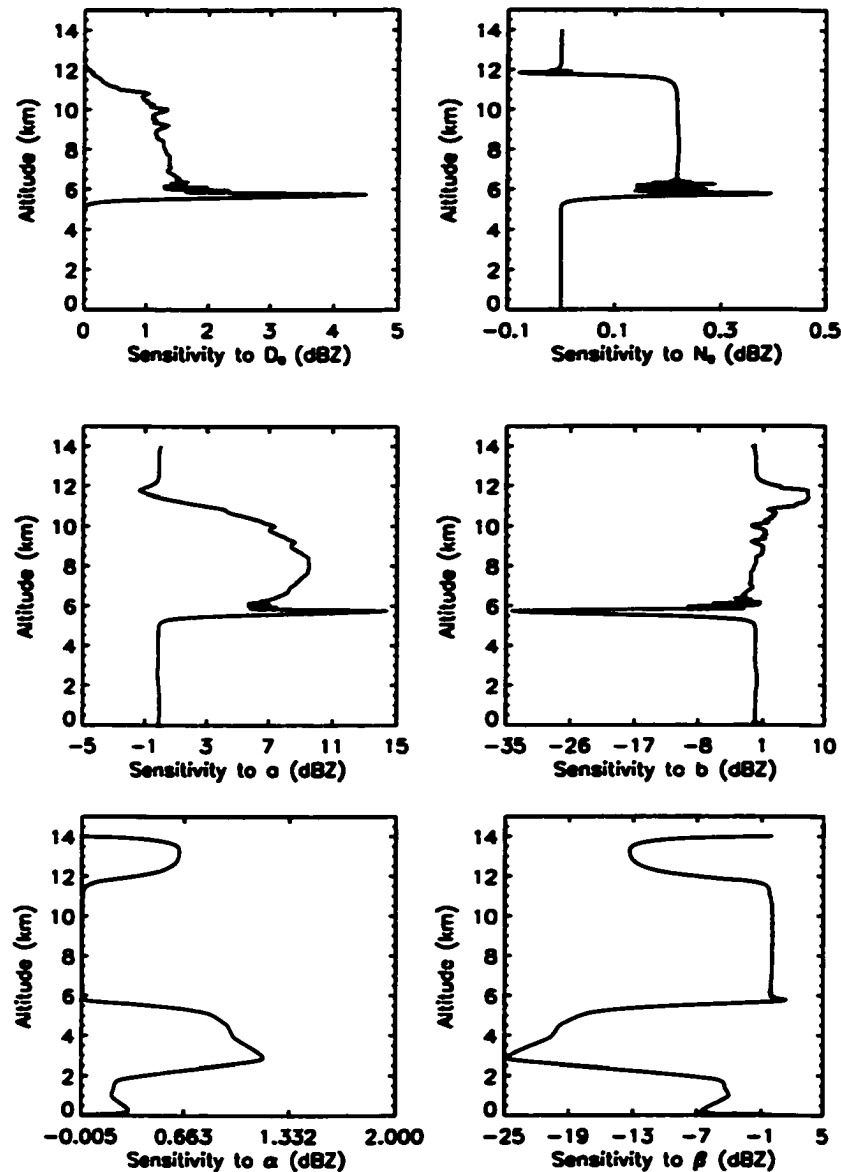 14
12
10
8
6
4
2
0
Altitude (km)
0 1 2 3 4 5
Sensitivity to Dₒ (dBZ)
14
12
10
8
6
4
2
0
Altitude (km)
-0.1 0.1 0.3 0.5
Sensitivity to Nₒ (dBZ)
14
12
10
8
6
4
2
0
Altitude (km)
-5 -1 3 7 11 15
Sensitivity to a (dBZ)
14
12
10
8
6
4
2
0
Altitude (km)
-35 -26 -17 -8 1 10
Sensitivity to b (dBZ)
14
12
10
8
6
4
2
0
Altitude (km)
-0.005 0.663 1.332 2.000
Sensitivity to α (dBZ)
14
12
10
8
6
4
2
0
Altitude (km)
-25 -19 -13 -7 -1 5
Sensitivity to β (dBZ)